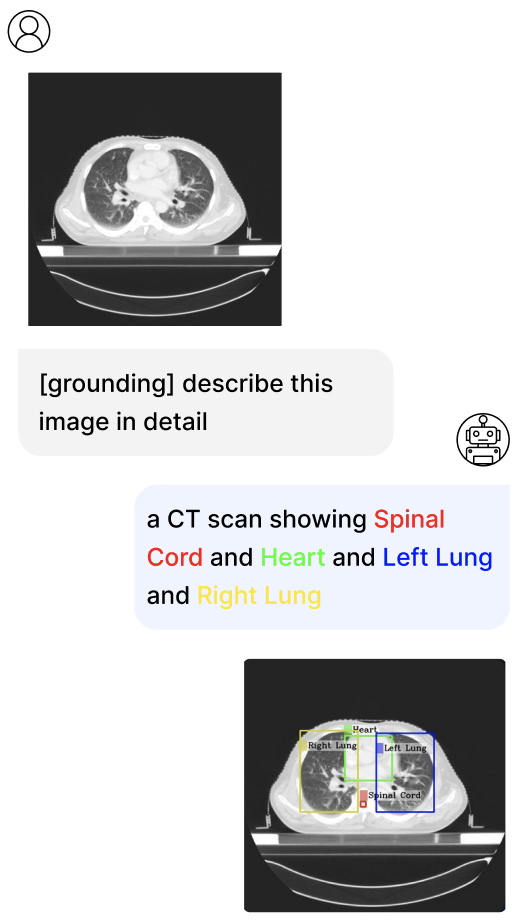 [grounding] describe this
image in detail
a CT scan showing Spinal
Cord and Heart and Left Lung
and Right Lung
Heart
Right Lung
Left Lung
Spinal Cord